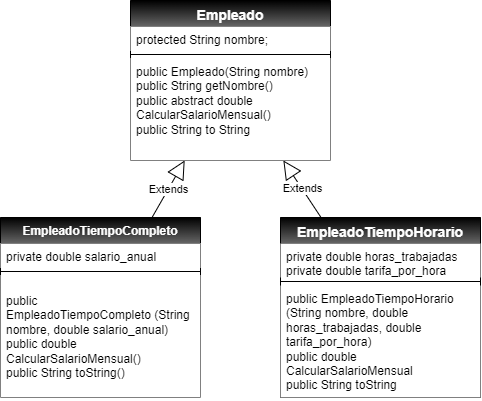 Empleado
protected String nombre;
public Empleado(String nombre)
public String getNombre()
public abstract double
CalcularSalarioMensual()
public String to String
Extends
Extends
EmpleadoTiempoCompleto
private double salario_anual
public
EmpleadoTiempoCompleto (String
nombre, double salario_anual)
public double
CalcularSalarioMensual()
public String toString()
EmpleadoTiempoHorario
private double horas_trabajadas
private double tarifa_por_hora
public EmpleadoTiempoHorario
(String nombre, double
horas_trabajadas, double
tarifa_por_hora)
public double
CalcularSalarioMensual
public String toString